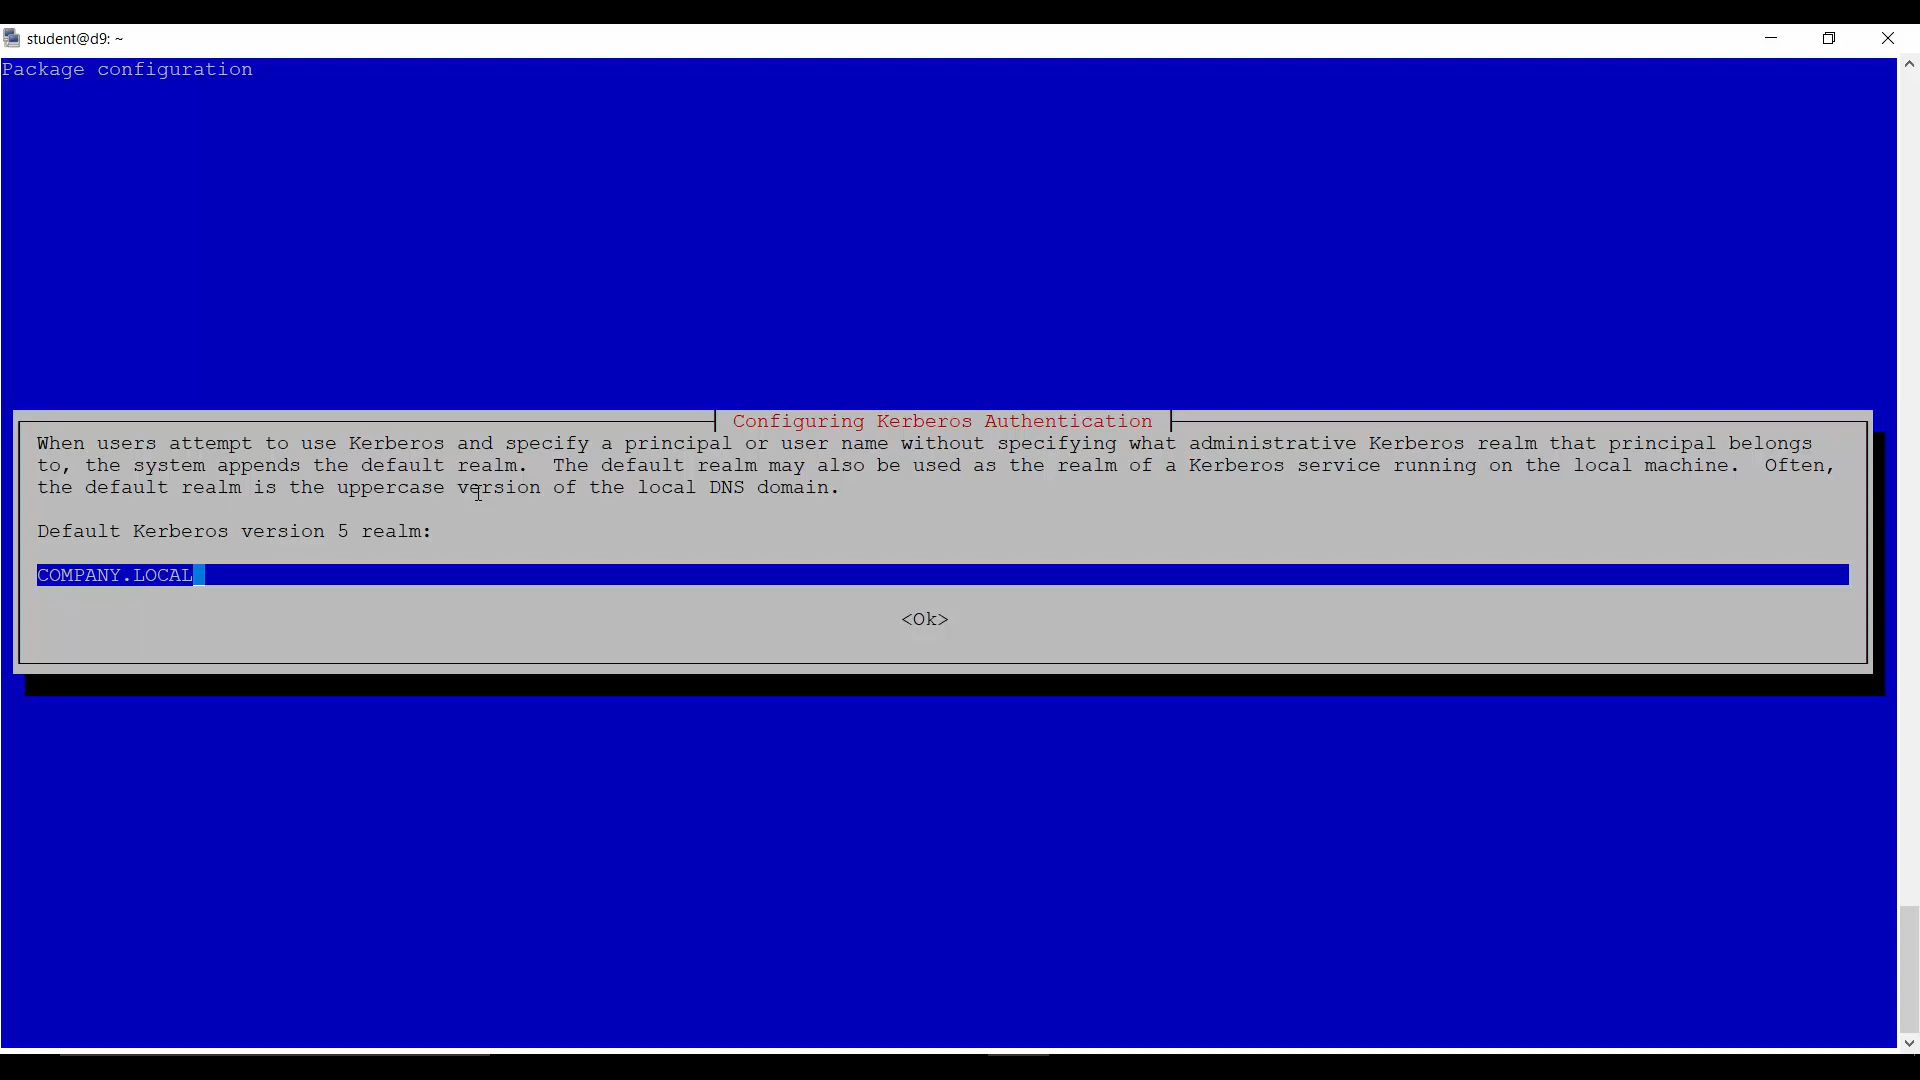 student@d9: ~
Package configuration
Configuring Kerberos Authentication
When users attempt to use Kerberos and specify a principal or user name without specifying what administrative Kerberos realm that principal belongs
to, the system appends the default realm.  The default realm may also be used as the realm of a Kerberos service running on the local machine.  Often,
the default realm is the uppercase version of the local DNS domain.
Default Kerberos version 5 realm:
COMPANY.LOCAL
<Ok>